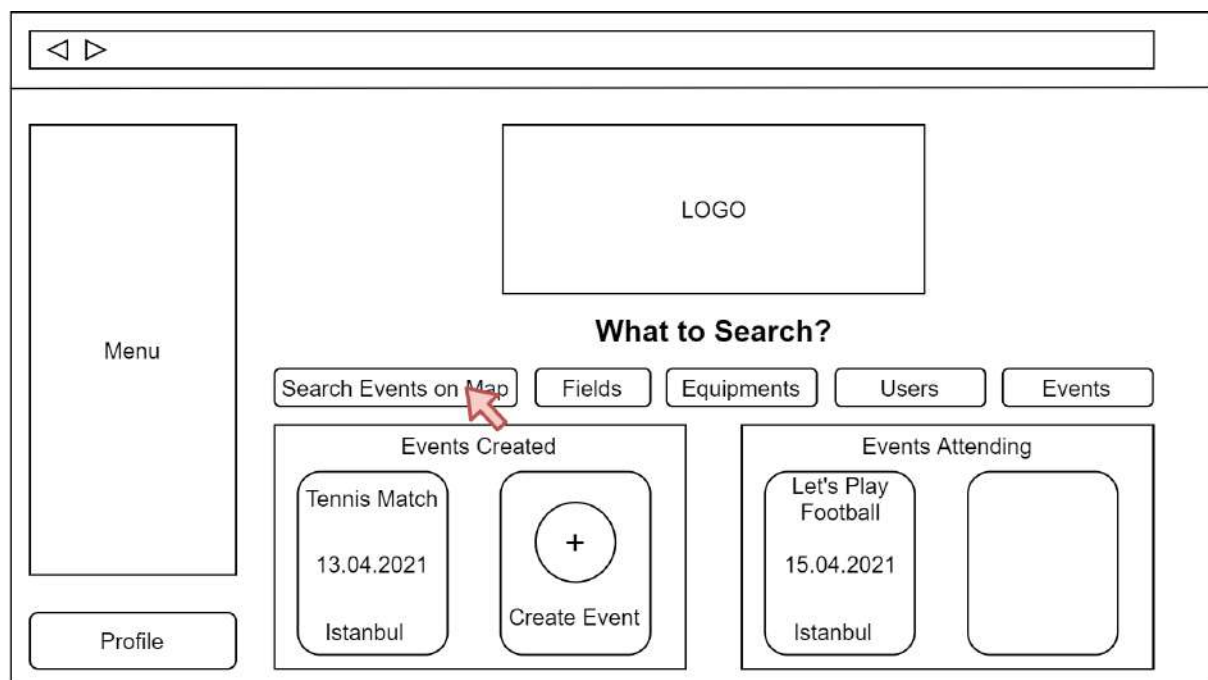 LOGO
What to Search?
Menu
Search Events on Map
Fields
Equipments
Users
Events
Events Created
Tennis Match
13.04.2021
Istanbul
+
Create Event
Events Attending
Let's Play
Football
15.04.2021
Istanbul
Profile